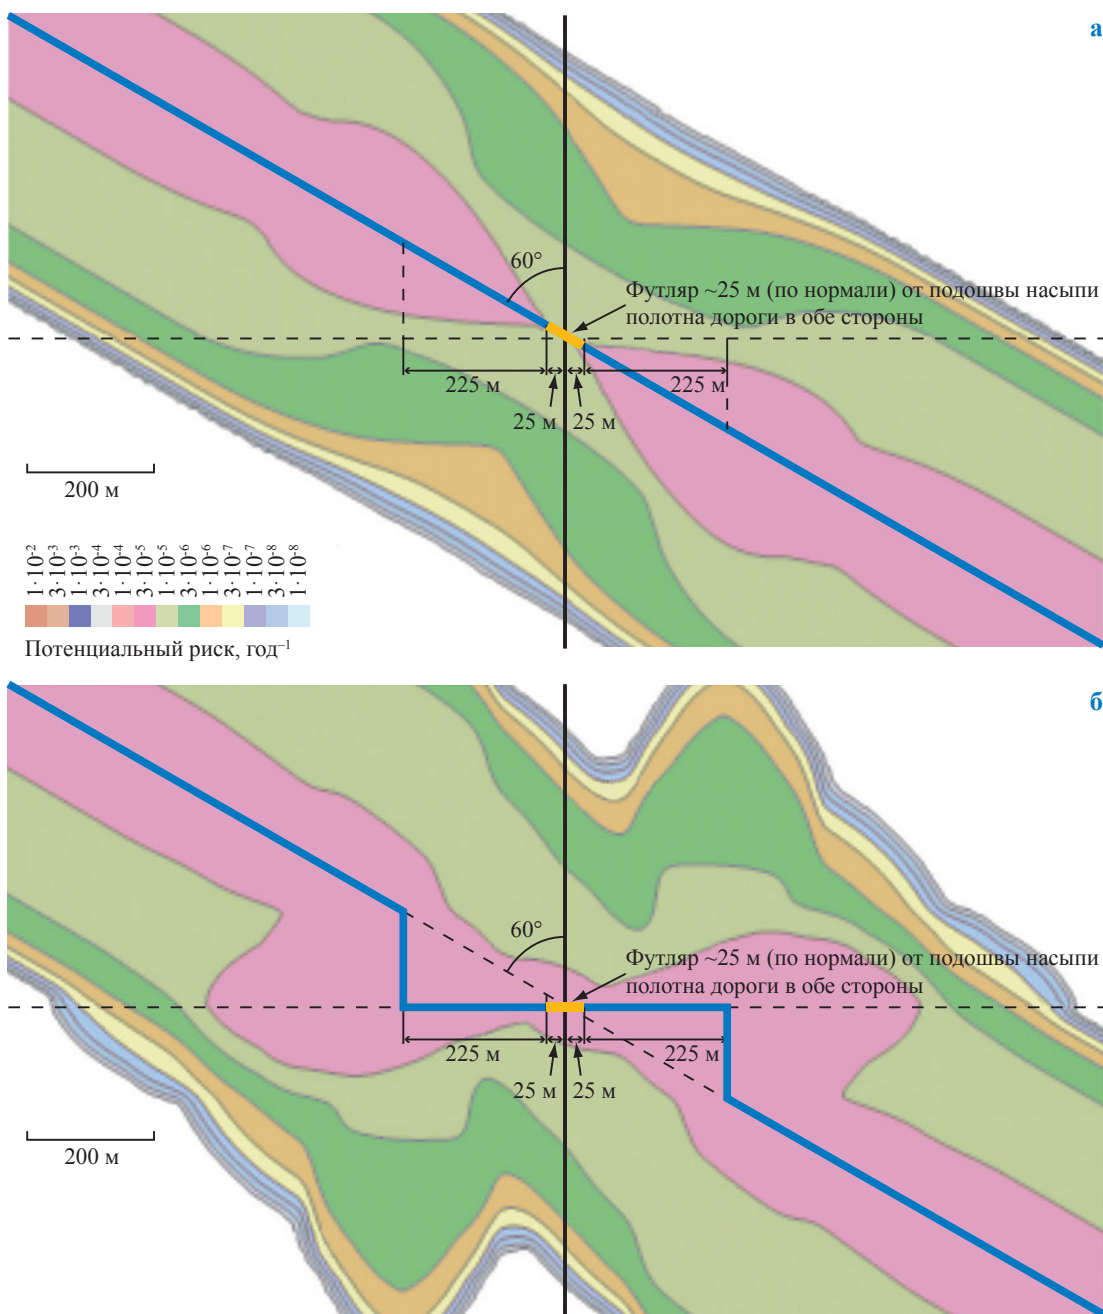 а
60°
Футляр ~25 м (по нормали) от подошвы насыпи
полотна дороги в обе стороны
225 м
225 м
25 м
25 м
200 м
1·10-2
3·10-3
1·10-3
3·10-4
1·10-4
3·10-5
1·10-5
3·10-6
1·10-6
3·10-7
1·10-7
3·10-8
1·10-8
Потенциальный риск, год–1
б
60°
Футляр ~25 м (по нормали) от подошвы насыпи
полотна дороги в обе стороны
225 м
225 м
25 м
25 м
200 м